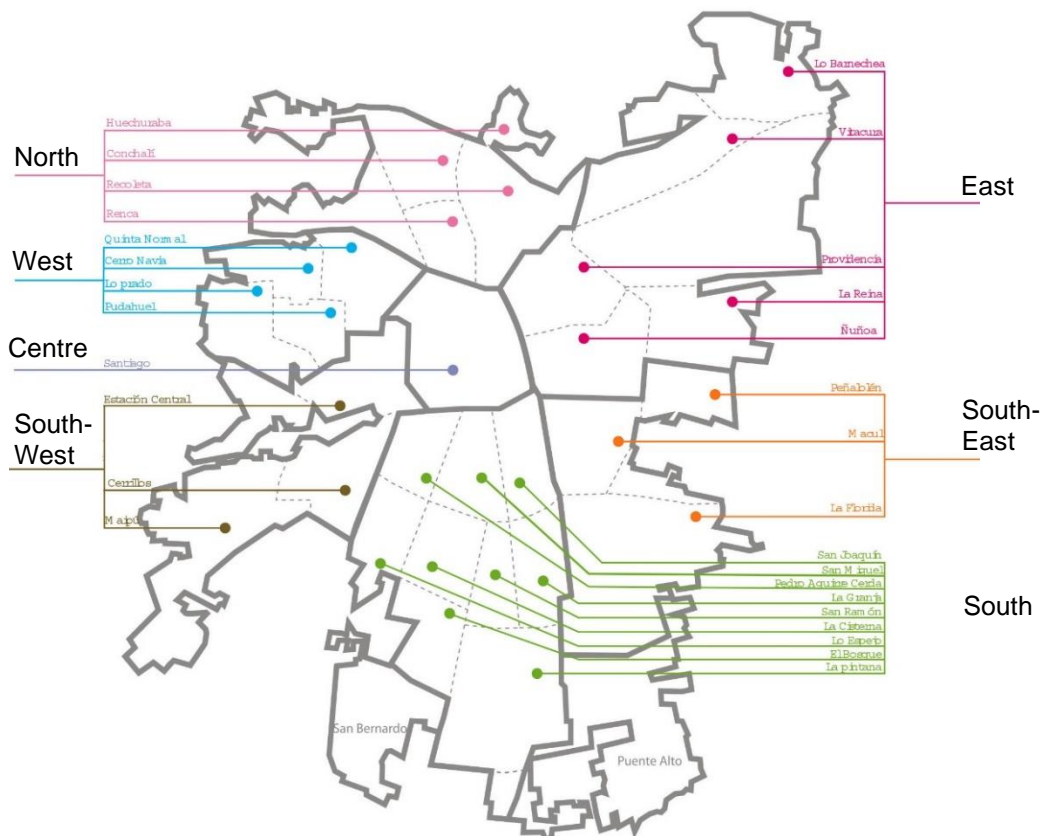 North
Huechuraba
Conchalí
Recoleta
Renca
West
Quinta Normal
Cerro Navia
Lo prado
Pudahuel
Centre
Santiago
South-
West
Estación Central
Cerrillos
Maipú
Lo Barnechea
Vitacura
East
Providencia
La Reina
Ñuñoa
Peñalolén
South-
East
Macul
La Florida
San Joaquín
San Miguel
Pedro Aguirre Cerda
La Granja
San Ramón
South
La Cisterna
Lo Espejo
El Bosque
La pintana
San Bernardo
Puente Alto